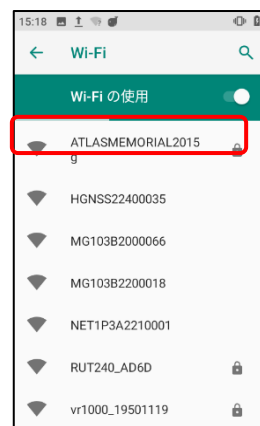 15:18
Wi-Fi
Wi-Fi の使用
ATLASMEMORIAL2015
g
HGNSS22400035
MG103B2000066
MG103B2200018
NET1P3A2210001
RUT240_AD6D
vr1000_19501119